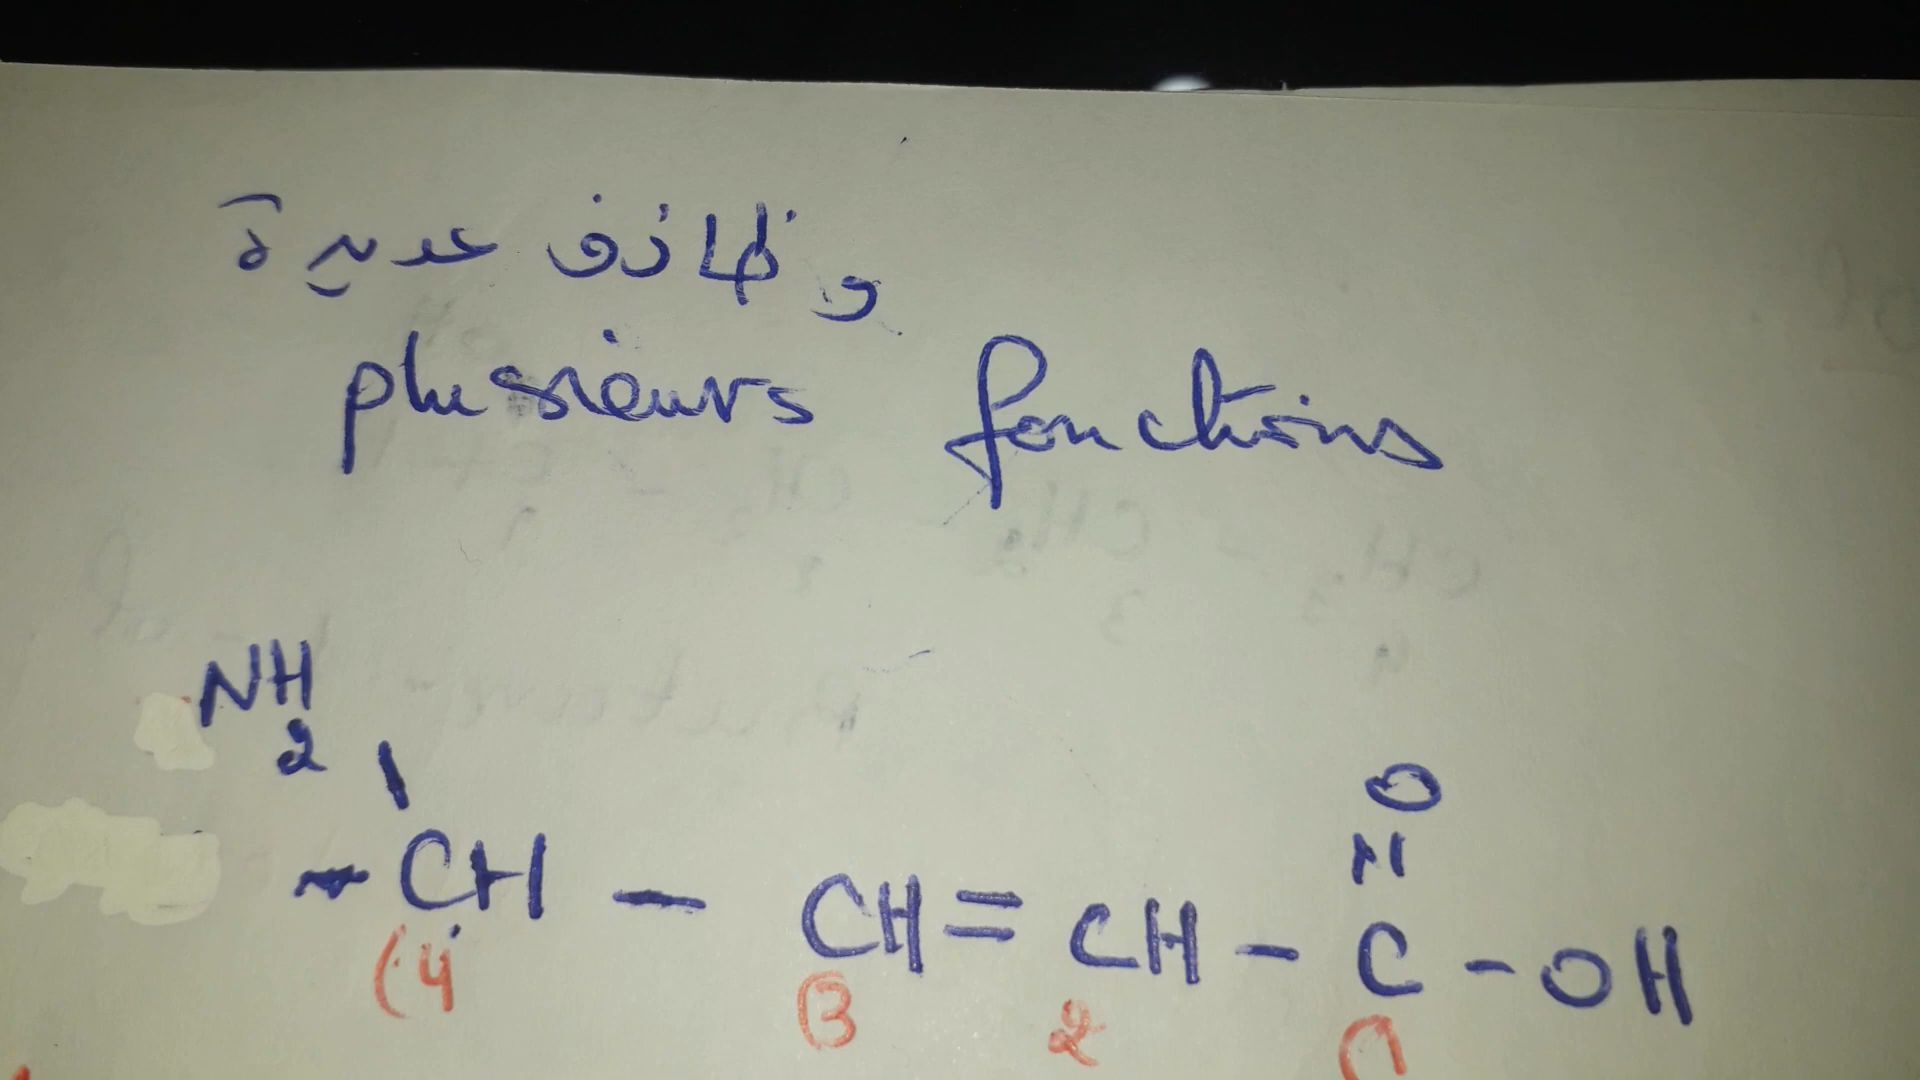 وظائف عديدة
plusieurs fonctions
NH2
O
- CH - CH = CH - C - OH
(4 (3 2 (1